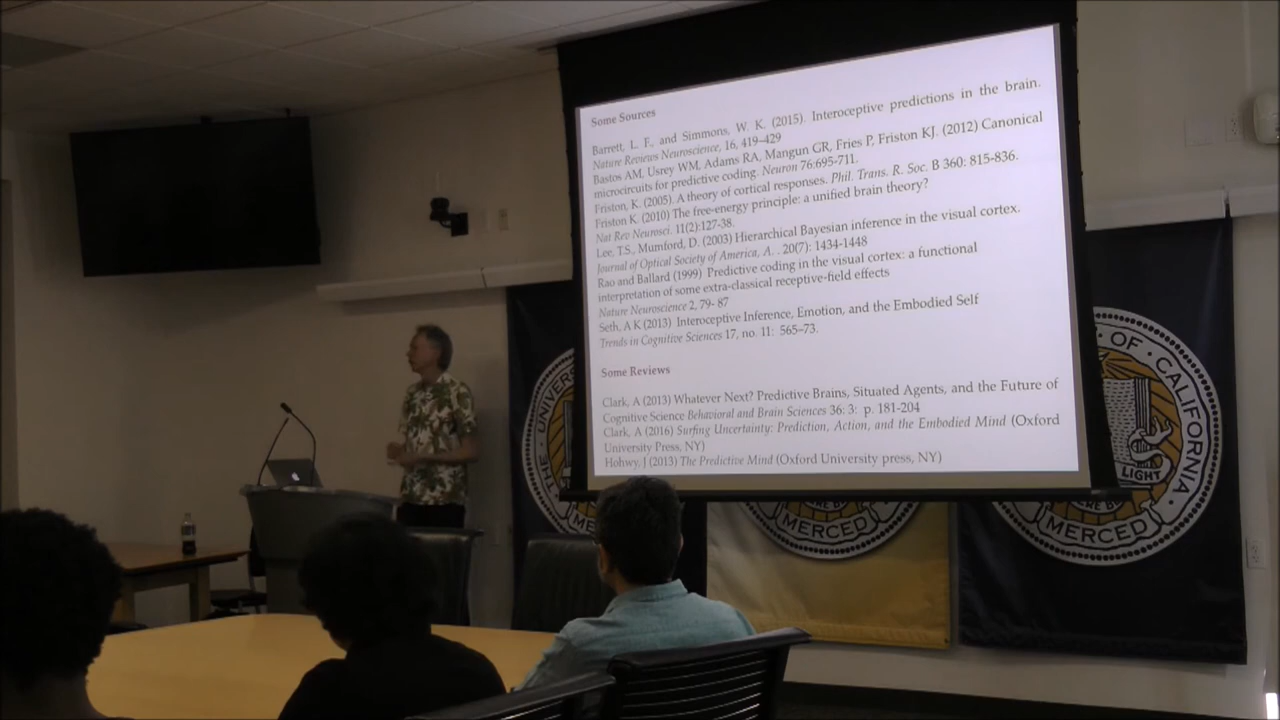 Some Sources
Barrett, L. F., and Simmons, W. K. (2015). Interoceptive predictions in the brain.
Nature Reviews Neuroscience, 16, 419–429
Bastos AM, Usrey WM, Adams RA, Mangun GR, Fries P, Friston KJ. (2012) Canonical
microcircuits for predictive coding. Neuron 76:695-711.
Friston, K. (2005). A theory of cortical responses. Phil. Trans. R. Soc. B 360: 815-836.
Friston K. (2010) The free-energy principle: a unified brain theory?
Nat Rev Neurosci. 11(2):127-38.
Lee, T.S., Mumford, D. (2003) Hierarchical Bayesian inference in the visual cortex.
Journal of Optical Society of America, A. . 20(7): 1434-1448
Rao and Ballard (1999) Predictive coding in the visual cortex: a functional
interpretation of some extra-classical receptive-field effects
Nature Neuroscience 2, 79- 87
Seth, A K (2013) Interoceptive Inference, Emotion, and the Embodied Self
Trends in Cognitive Sciences 17, no. 11: 565–73.
Some Reviews
Clark, A (2013) Whatever Next? Predictive Brains, Situated Agents, and the Future of
Cognitive Science Behavioral and Brain Sciences 36: 3: p. 181-204
Clark, A (2016) Surfing Uncertainty: Prediction, Action, and the Embodied Mind (Oxford
University Press, NY)
Hohwy, J (2013) The Predictive Mind (Oxford University press, NY)
THE UNIVER
MERCED
OF · CALIFORNIA
LIGHT
MERCED